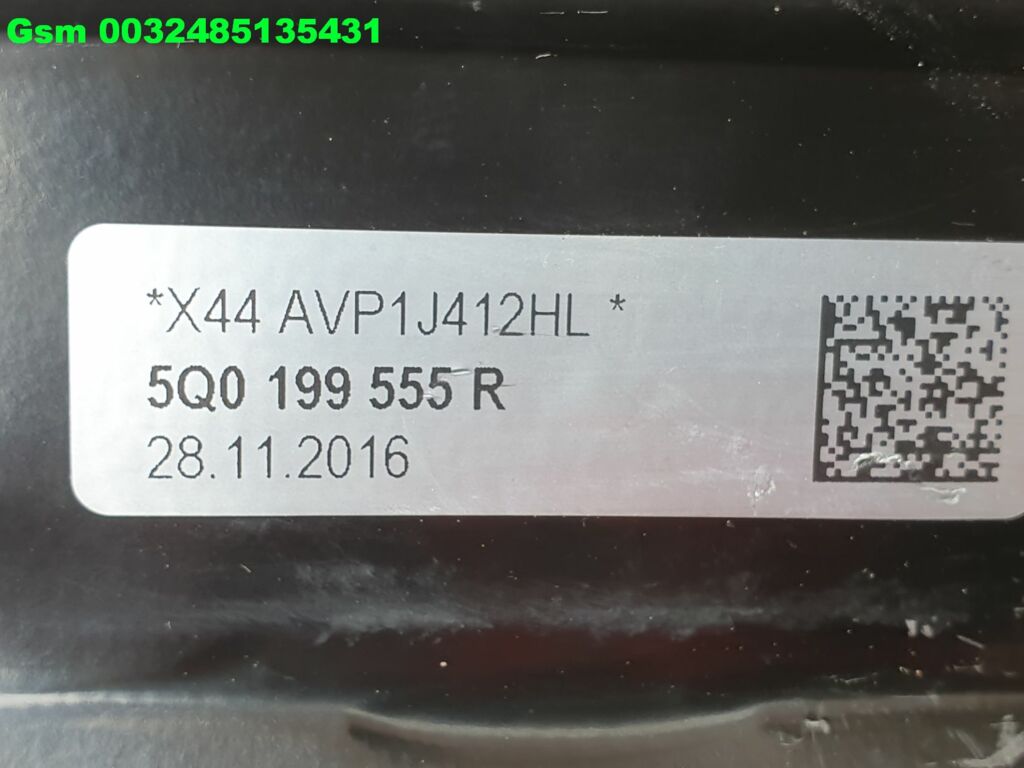 Gsm 0032485135431
*X44 AVP1J412HL *
5Q0 199 555 R
28.11.2016